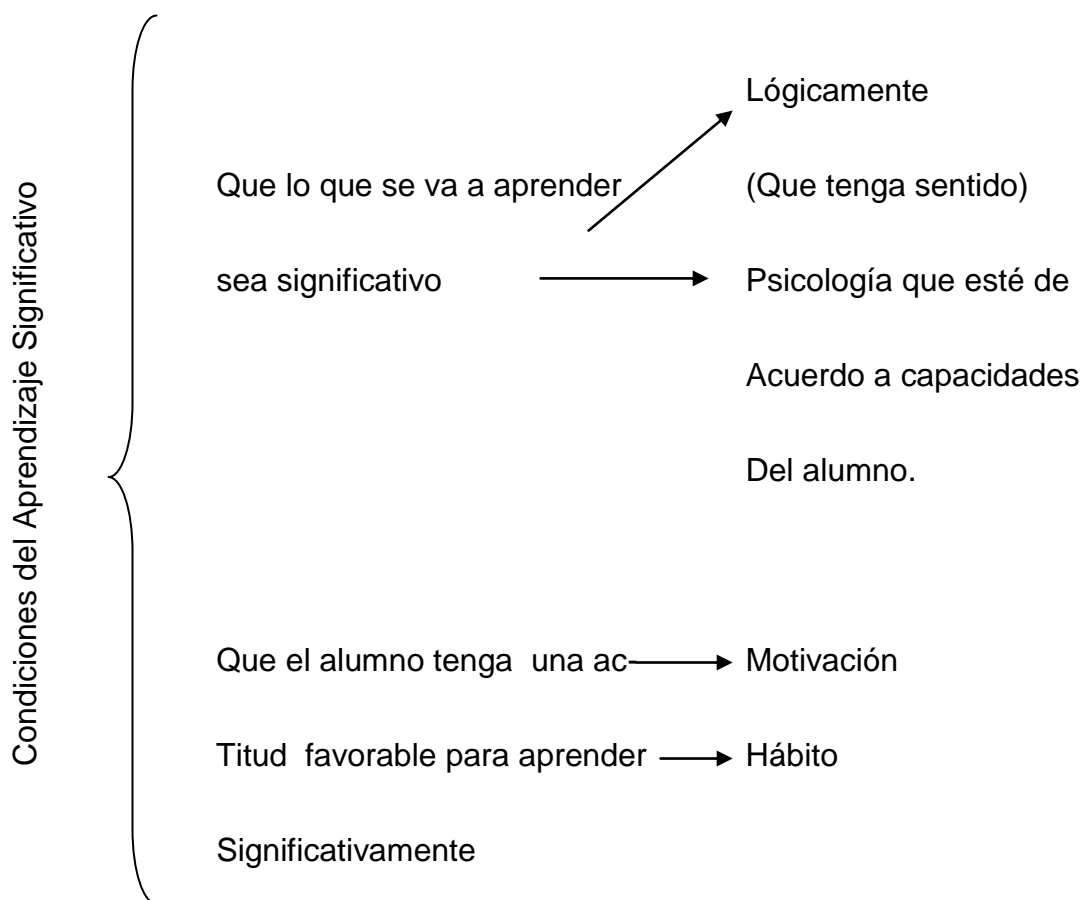 Condiciones del Aprendizaje Significativo
Lógicamente
Que lo que se va a aprender
(Que tenga sentido)
sea significativo
Psicología que esté de
Acuerdo a capacidades
Del alumno.
Que el alumno tenga una ac-
Motivación
Titud favorable para aprender
Hábito
Significativamente